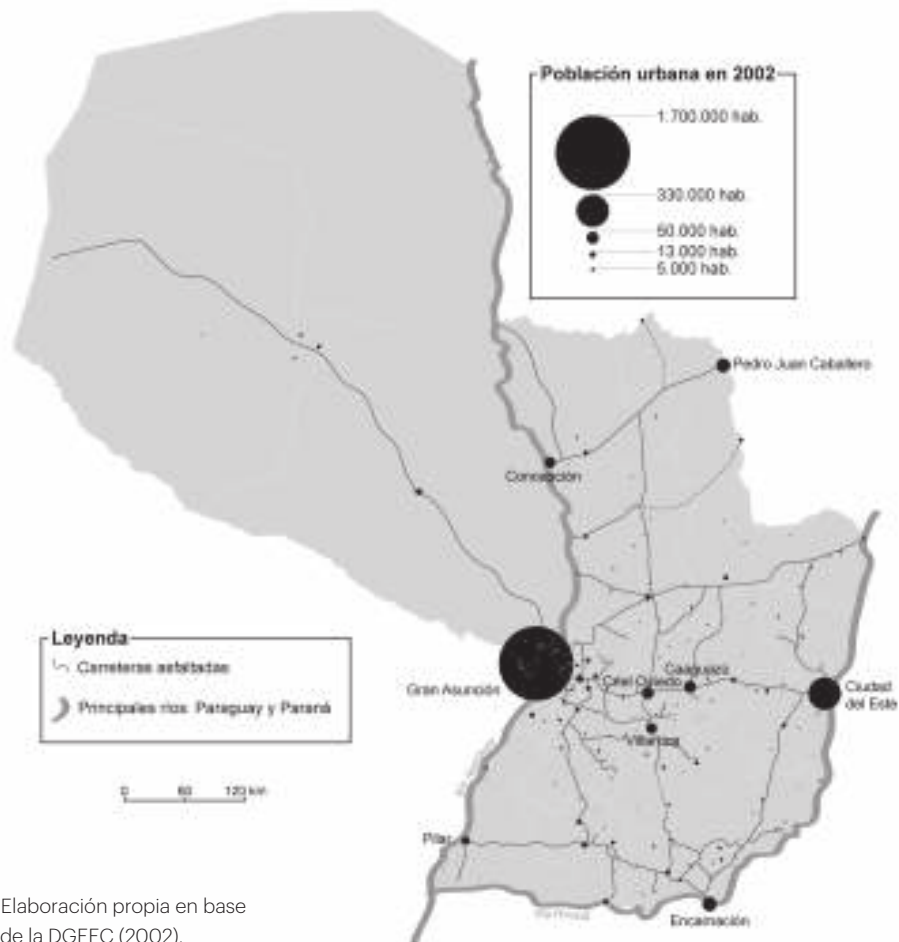 Población urbana en 2002
1.700.000 hab.
330.000 hab.
50.000 hab.
13.000 hab.
5.000 hab.
Pedro Juan Caballero
Concepción
Leyenda
Carreteras asfaltadas
Principales ríos: Paraguay y Paraná
Gran Asunción
Cnel Oviedo
Caaguazú
Ciudad
del Este
Villarrica
0 60 120 km
Pilar
Encarnación
Elaboración propia en base
de la DGEEC (2002).